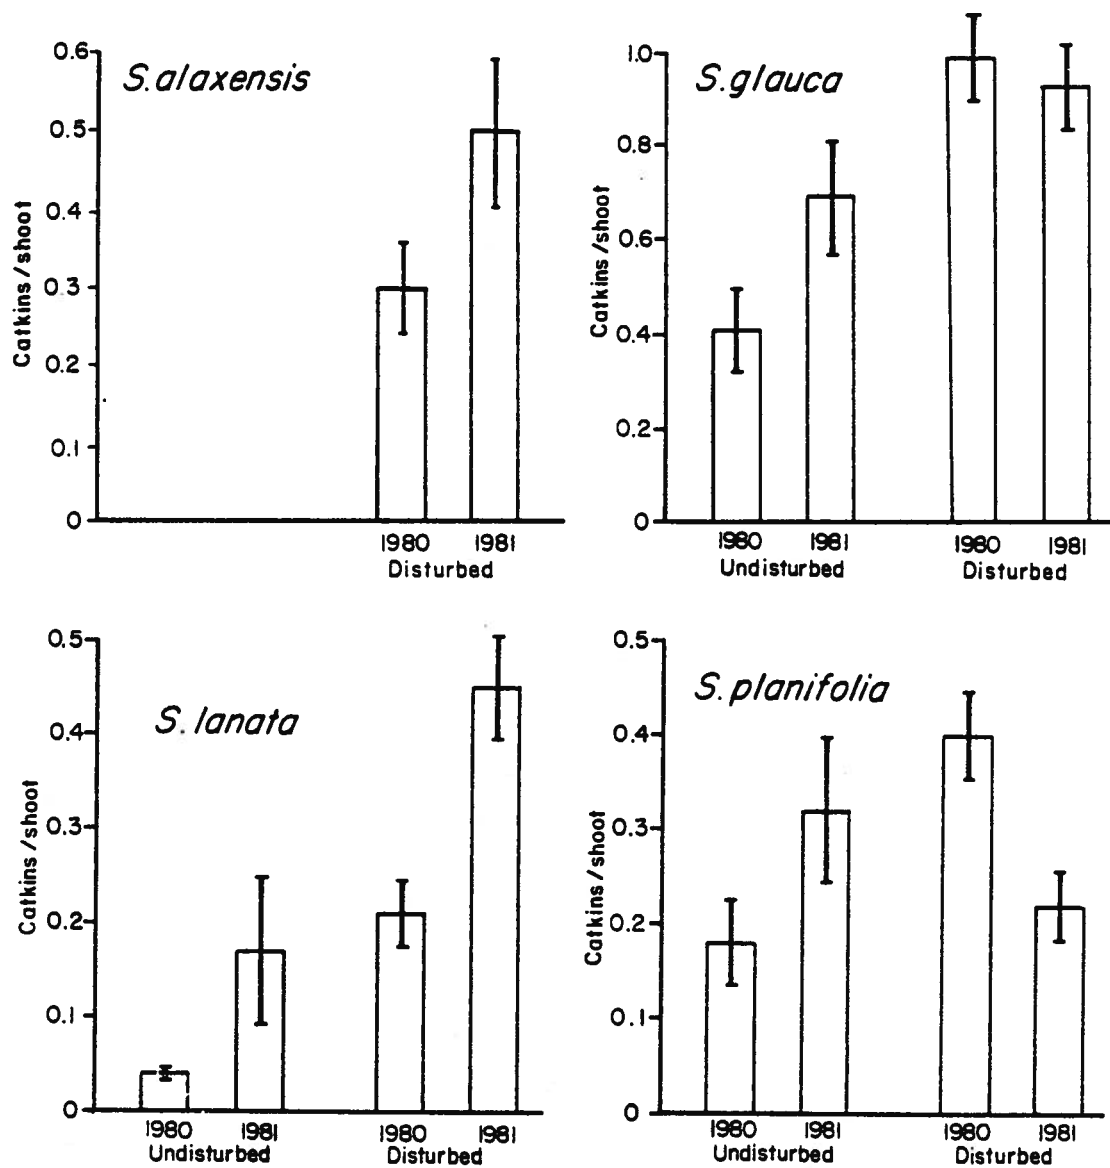 S. alaxensis
Catkins/shoot
0.6
0.5
0.4
0.3
0.2
0.1
0
1980 1981
Disturbed
S. glauca
Catkins/shoot
1.0
0.8
0.6
0.4
0.2
0
1980 1981 1980 1981
Undisturbed Disturbed
S. lanata
Catkins/shoot
0.5
0.4
0.3
0.2
0.1
0
1980 1981 1980 1981
Undisturbed Disturbed
S. planifolia
Catkins/shoot
0.5
0.4
0.3
0.2
0.1
0
1980 1981 1980 1981
Undisturbed Disturbed